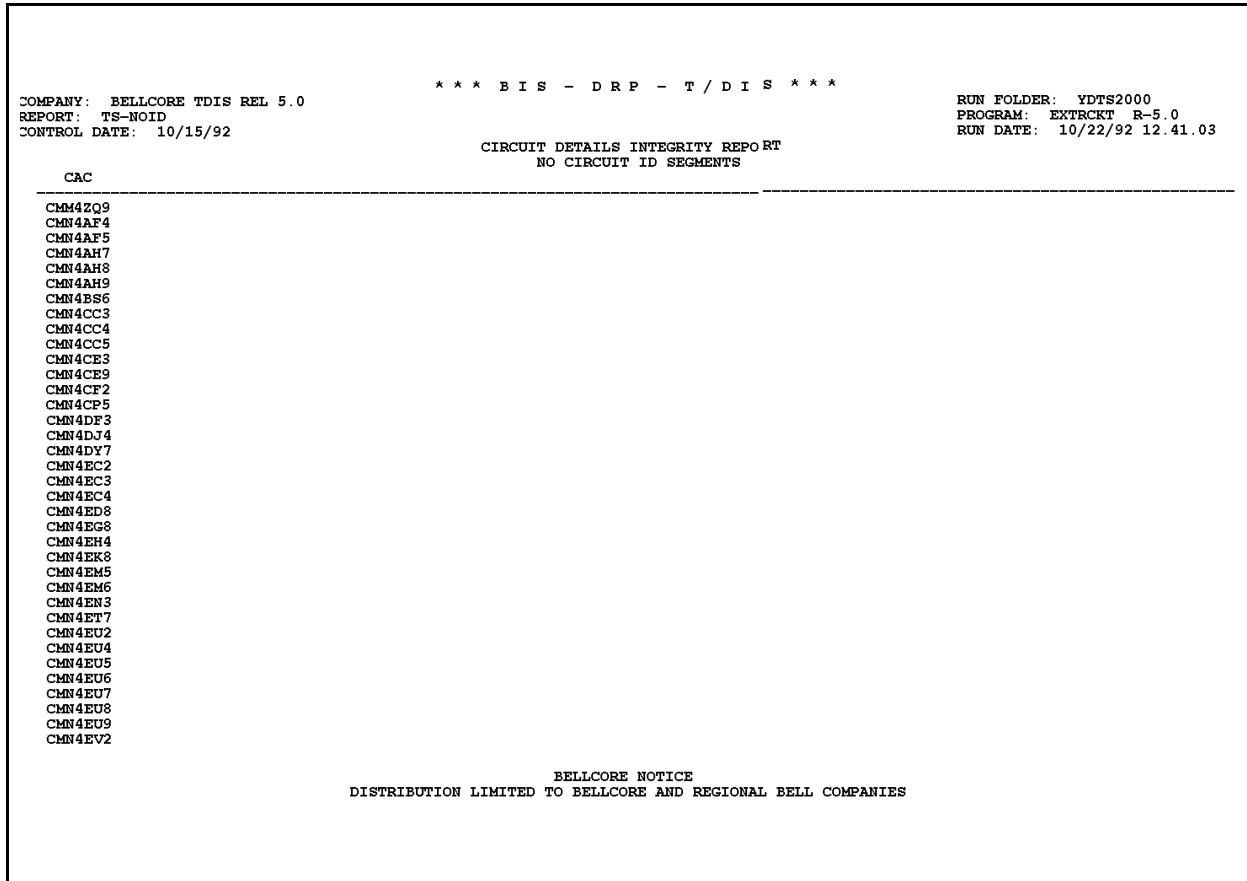 * * * B I S - D R P - T / D I S * * *
COMPANY: BELLCORE TDIS REL 5.0 RUN FOLDER: YDTS2000
REPORT: TS-NOID PROGRAM: EXTRCKT R-5.0
CONTROL DATE: 10/15/92 RUN DATE: 10/22/92 12.41.03
CIRCUIT DETAILS INTEGRITY REPORT
NO CIRCUIT ID SEGMENTS
CAC
CMM4ZQ9
CMN4AF4
CMN4AF5
CMN4AH7
CMN4AH8
CMN4AH9
CMN4BS6
CMN4CC3
CMN4CC4
CMN4CC5
CMN4CE3
CMN4CE9
CMN4CF2
CMN4CP5
CMN4DF3
CMN4DJ4
CMN4DY7
CMN4EC2
CMN4EC3
CMN4EC4
CMN4ED8
CMN4EG8
CMN4EH4
CMN4EK8
CMN4EM5
CMN4EM6
CMN4EN3
CMN4ET7
CMN4EU2
CMN4EU4
CMN4EU5
CMN4EU6
CMN4EU7
CMN4EU8
CMN4EU9
CMN4EV2
BELLCORE NOTICE
DISTRIBUTION LIMITED TO BELLCORE AND REGIONAL BELL COMPANIES